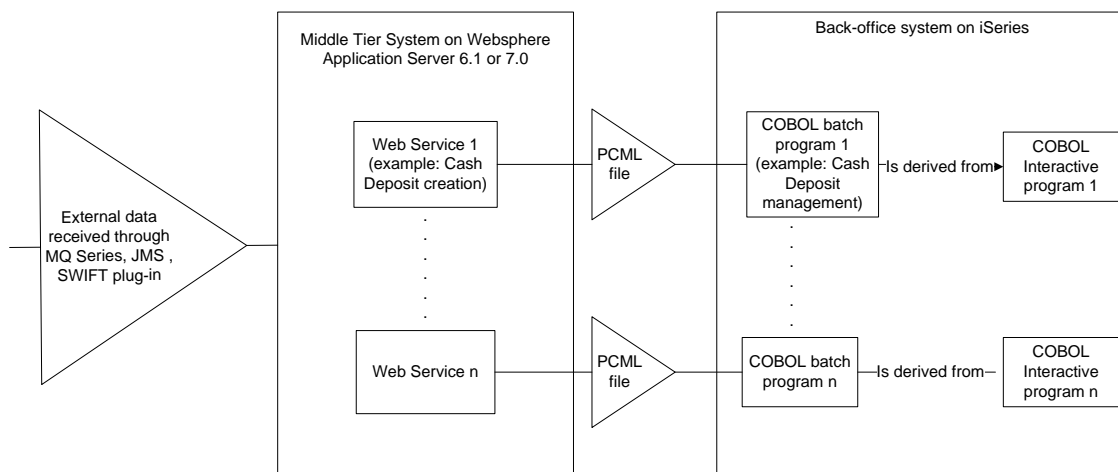 Middle Tier System on Websphere
Application Server 6.1 or 7.0
Back-office system on iSeries
External data
received through
MQ Series, JMS ,
SWIFT plug-in
Web Service 1
(example: Cash
Deposit creation)
PCML
file
COBOL batch
program 1
(example: Cash
Deposit
management)
Is derived from
COBOL
Interactive
program 1
Web Service n
PCML
file
COBOL batch
program n
Is derived from
COBOL
Interactive
program n